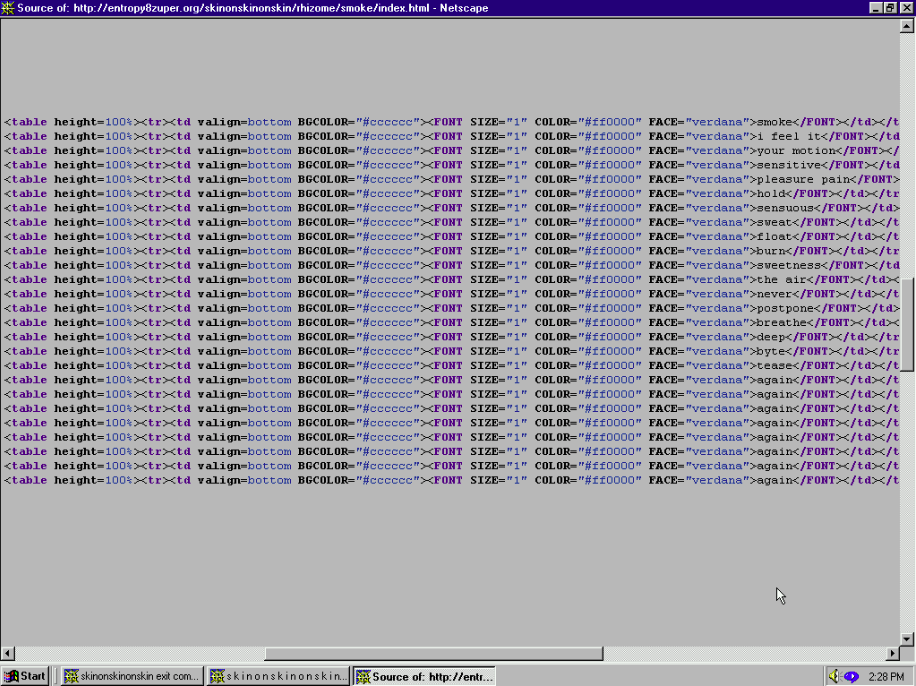 Source of: http://entropy8zuper.org/skinonskinonskin/rhizome/smoke/index.html - Netscape
<table height=100%><tr><td valign=bottom BGCOLOR="#cccccc"><FONT SIZE="1" COLOR="#ff0000" FACE="verdana">smoke</FONT></td></t
<table height=100%><tr><td valign=bottom BGCOLOR="#cccccc"><FONT SIZE="1" COLOR="#ff0000" FACE="verdana">i feel it</FONT></td
<table height=100%><tr><td valign=bottom BGCOLOR="#cccccc"><FONT SIZE="1" COLOR="#ff0000" FACE="verdana">your motion</FONT></
<table height=100%><tr><td valign=bottom BGCOLOR="#cccccc"><FONT SIZE="1" COLOR="#ff0000" FACE="verdana">sensitive</FONT></td
<table height=100%><tr><td valign=bottom BGCOLOR="#cccccc"><FONT SIZE="1" COLOR="#ff0000" FACE="verdana">pleasure pain</FONT>
<table height=100%><tr><td valign=bottom BGCOLOR="#cccccc"><FONT SIZE="1" COLOR="#ff0000" FACE="verdana">hold</FONT></td></tr
<table height=100%><tr><td valign=bottom BGCOLOR="#cccccc"><FONT SIZE="1" COLOR="#ff0000" FACE="verdana">sensuous</FONT></td>
<table height=100%><tr><td valign=bottom BGCOLOR="#cccccc"><FONT SIZE="1" COLOR="#ff0000" FACE="verdana">sweat</FONT></td></t
<table height=100%><tr><td valign=bottom BGCOLOR="#cccccc"><FONT SIZE="1" COLOR="#ff0000" FACE="verdana">float</FONT></td></t
<table height=100%><tr><td valign=bottom BGCOLOR="#cccccc"><FONT SIZE="1" COLOR="#ff0000" FACE="verdana">burn</FONT></td></tr
<table height=100%><tr><td valign=bottom BGCOLOR="#cccccc"><FONT SIZE="1" COLOR="#ff0000" FACE="verdana">sweetness</FONT></td
<table height=100%><tr><td valign=bottom BGCOLOR="#cccccc"><FONT SIZE="1" COLOR="#ff0000" FACE="verdana">the air</FONT></td><
<table height=100%><tr><td valign=bottom BGCOLOR="#cccccc"><FONT SIZE="1" COLOR="#ff0000" FACE="verdana">never</FONT></td></t
<table height=100%><tr><td valign=bottom BGCOLOR="#cccccc"><FONT SIZE="1" COLOR="#ff0000" FACE="verdana">postpone</FONT></td>
<table height=100%><tr><td valign=bottom BGCOLOR="#cccccc"><FONT SIZE="1" COLOR="#ff0000" FACE="verdana">breathe</FONT></td><
<table height=100%><tr><td valign=bottom BGCOLOR="#cccccc"><FONT SIZE="1" COLOR="#ff0000" FACE="verdana">deep</FONT></td></tr
<table height=100%><tr><td valign=bottom BGCOLOR="#cccccc"><FONT SIZE="1" COLOR="#ff0000" FACE="verdana">byte</FONT></td></tr
<table height=100%><tr><td valign=bottom BGCOLOR="#cccccc"><FONT SIZE="1" COLOR="#ff0000" FACE="verdana">tease</FONT></td></t
<table height=100%><tr><td valign=bottom BGCOLOR="#cccccc"><FONT SIZE="1" COLOR="#ff0000" FACE="verdana">again</FONT></td></t
<table height=100%><tr><td valign=bottom BGCOLOR="#cccccc"><FONT SIZE="1" COLOR="#ff0000" FACE="verdana">again</FONT></td></t
<table height=100%><tr><td valign=bottom BGCOLOR="#cccccc"><FONT SIZE="1" COLOR="#ff0000" FACE="verdana">again</FONT></td></t
<table height=100%><tr><td valign=bottom BGCOLOR="#cccccc"><FONT SIZE="1" COLOR="#ff0000" FACE="verdana">again</FONT></td></t
<table height=100%><tr><td valign=bottom BGCOLOR="#cccccc"><FONT SIZE="1" COLOR="#ff0000" FACE="verdana">again</FONT></td></t
<table height=100%><tr><td valign=bottom BGCOLOR="#cccccc"><FONT SIZE="1" COLOR="#ff0000" FACE="verdana">again</FONT></td></t
<table height=100%><tr><td valign=bottom BGCOLOR="#cccccc"><FONT SIZE="1" COLOR="#ff0000" FACE="verdana">again</FONT></td></t
<table height=100%><tr><td valign=bottom BGCOLOR="#cccccc"><FONT SIZE="1" COLOR="#ff0000" FACE="verdana">again</FONT></td></t
Start skinonskinonskin exit com... s k i n o n s k i n o n s k i n... Source of: http://entr... 2:28 PM